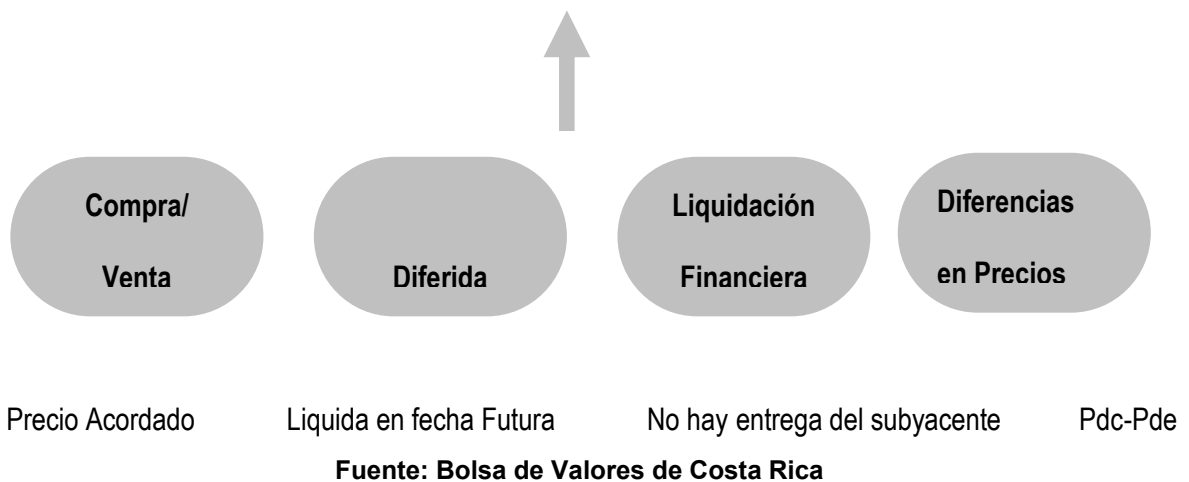 Compra/
Venta
Diferida
Liquidación
Financiera
Diferencias
en Precios
Precio Acordado
Liquida en fecha Futura
No hay entrega del subyacente
Pdc-Pde
Fuente: Bolsa de Valores de Costa Rica